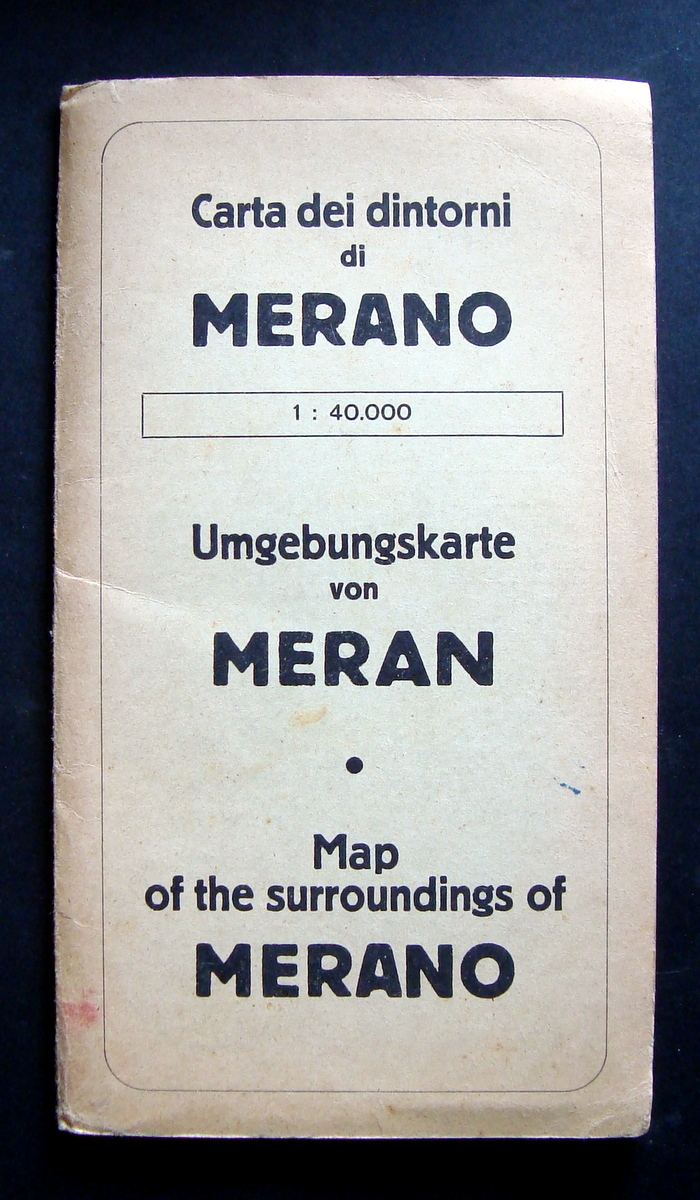 Carta dei dintorni
di
MERANO
1 : 40.000
Umgebungskarte
von
MERAN
•
Map
of the surroundings of
MERANO